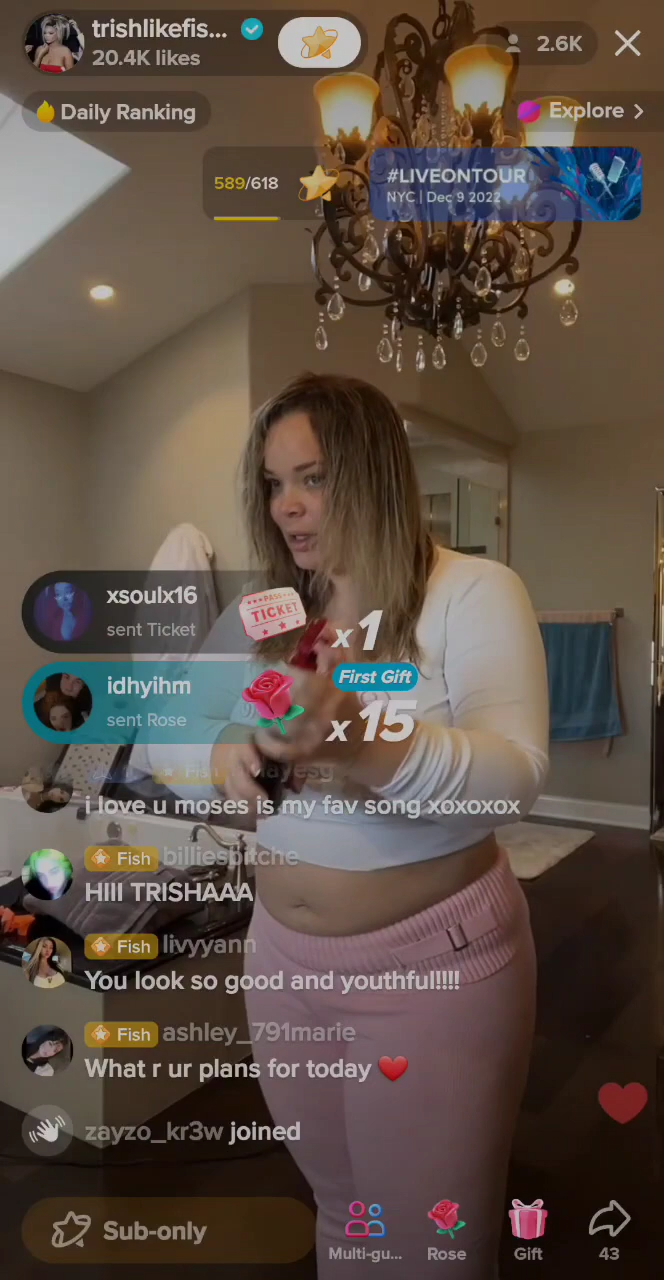 trishlikefis...
20.4K likes
2.6K
Daily Ranking
Explore >
589/618
#LIVEONTOUR
NYC | Dec 9 2022
xsoulx16
sent Ticket
PASS
TICKET
x1
idhyihm
sent Rose
First Gift
x15
Fish
i love u moses is my fav song xoxoxox
Fish billiesbitche
HIII TRISHAAA
Fish livyyann
You look so good and youthful!!!!
Fish ashley_791marie
What r ur plans for today ❤️
zayzo_kr3w joined
Sub-only
Multi-gu...
Rose
Gift
43